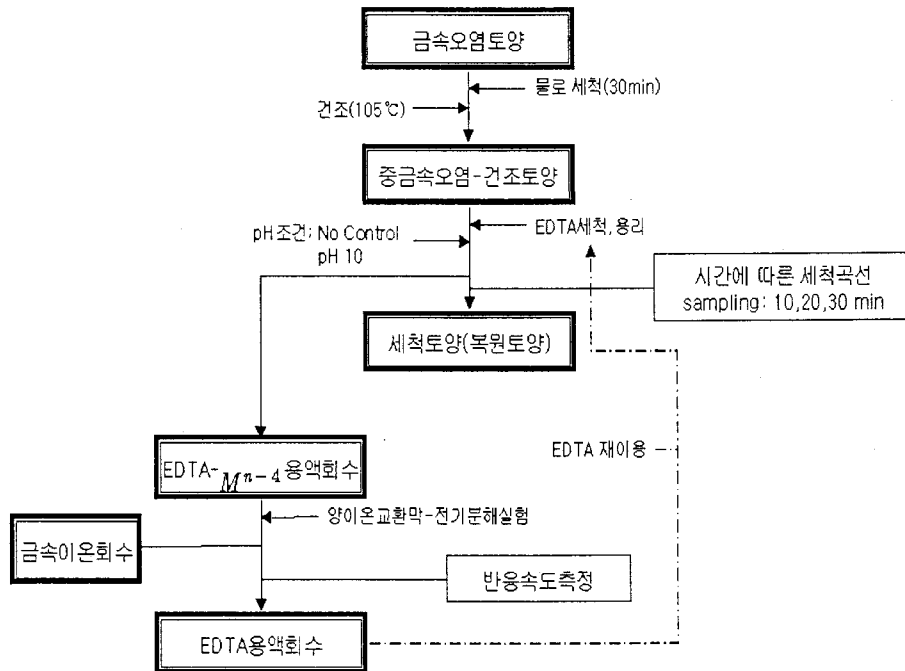 금속오염토양
물로 세척(30min)
건조(105℃)
중금속오염-건조토양
EDTA세척,용리
pH조건: No Control
pH 10
시간에 따른 세척곡선
sampling: 10,20,30 min
세척토양(복원토양)
EDTA 재이용
EDTA-Mⁿ⁻⁴용액회수
양이온교환막-전기분해실험
금속이온회수
반응속도측정
EDTA용액회수